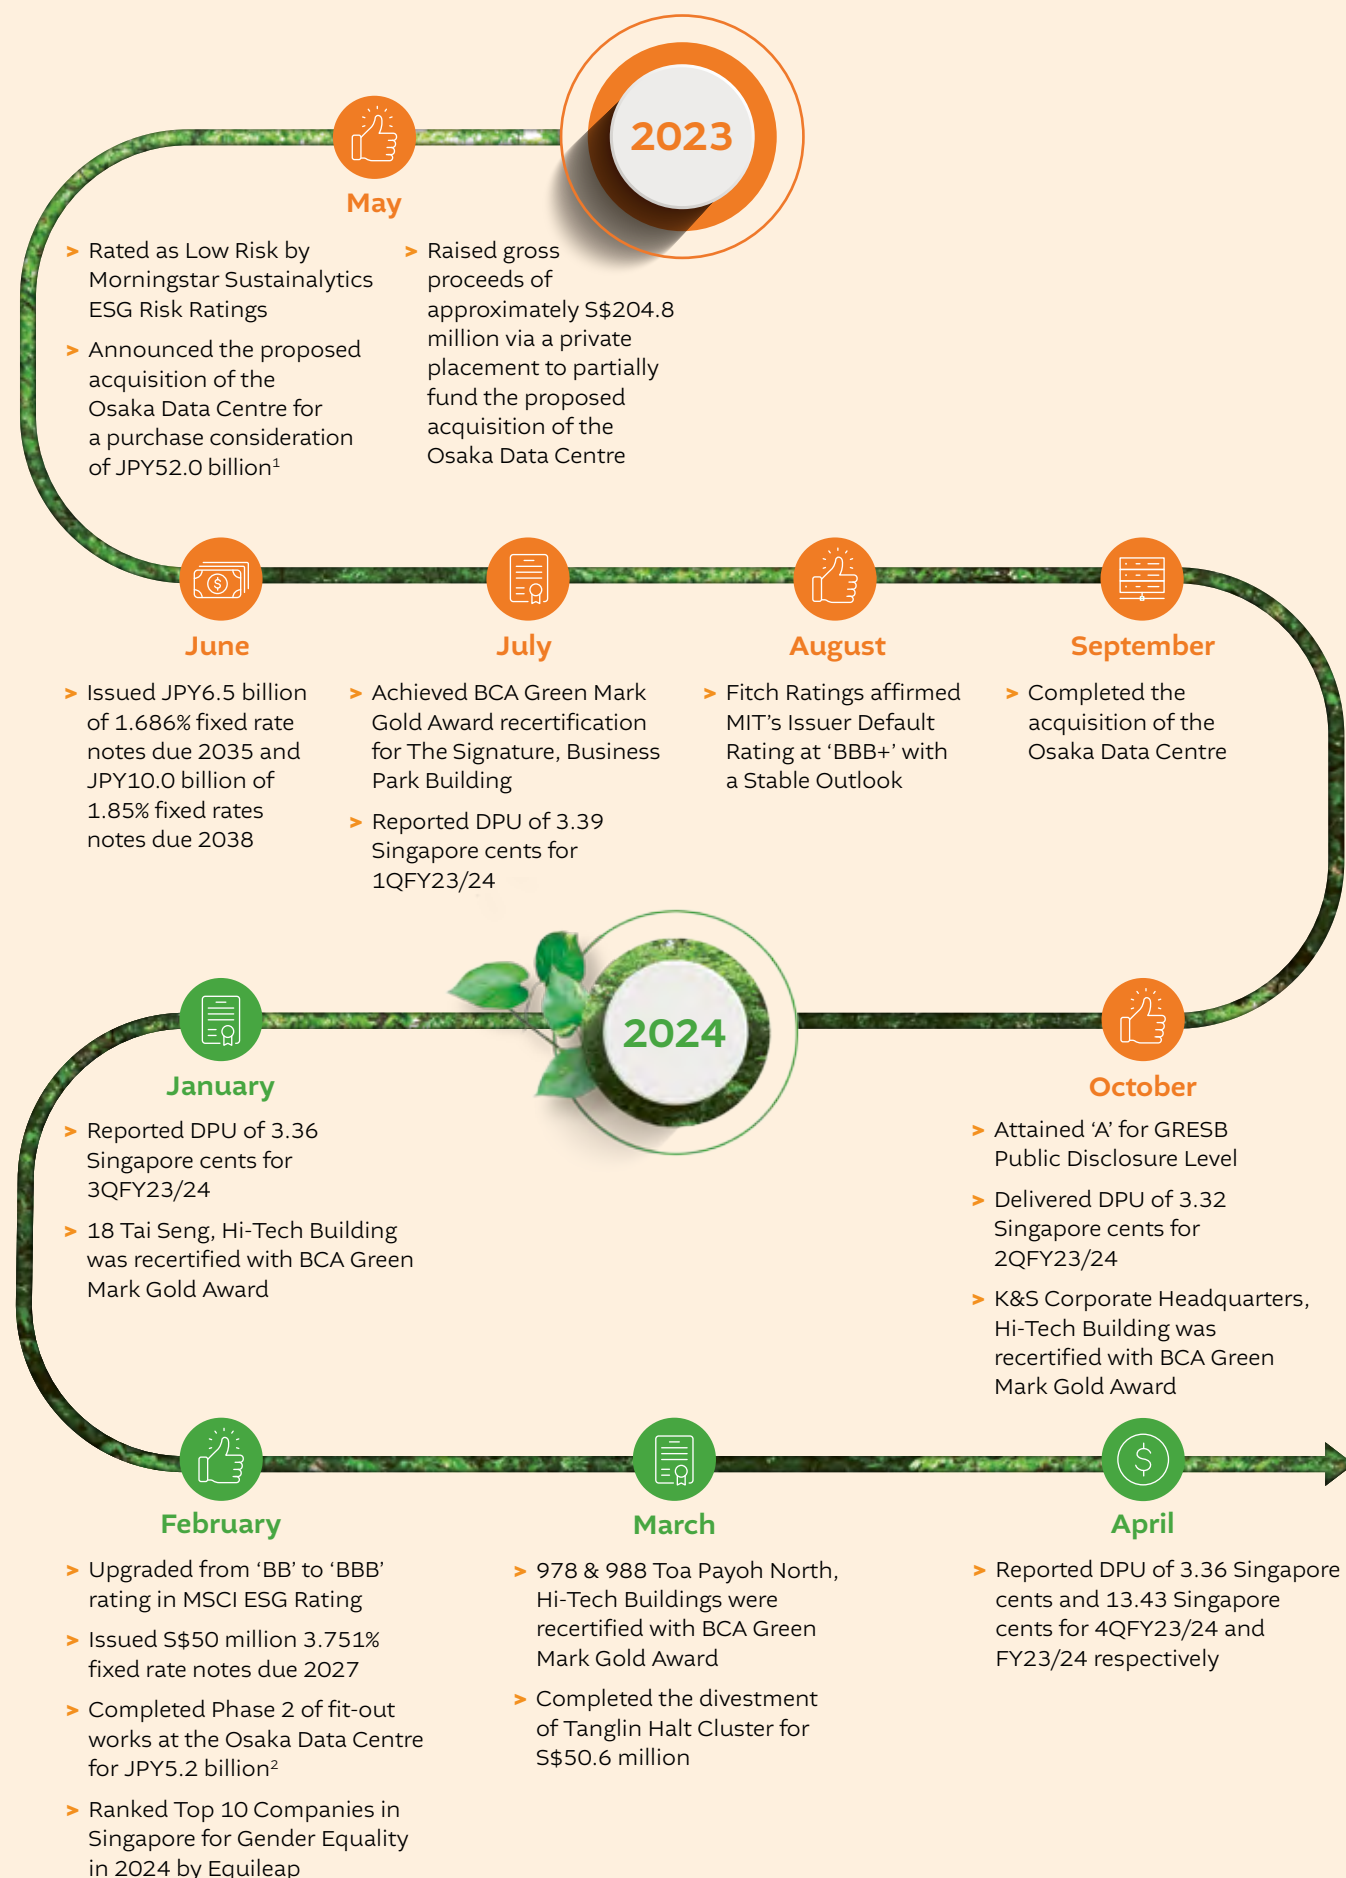 2023
May
> Rated as Low Risk by
Morningstar Sustainalytics
ESG Risk Ratings
> Announced the proposed
acquisition of the
Osaka Data Centre for
a purchase consideration
of JPY52.0 billion¹
> Raised gross
proceeds of
approximately S$204.8
million via a private
placement to partially
fund the proposed
acquisition of the
Osaka Data Centre
June
> Issued JPY6.5 billion
of 1.686% fixed rate
notes due 2035 and
JPY10.0 billion of
1.85% fixed rates
notes due 2038
July
> Achieved BCA Green Mark
Gold Award recertification
for The Signature, Business
Park Building
> Reported DPU of 3.39
Singapore cents for
1QFY23/24
August
> Fitch Ratings affirmed
MIT’s Issuer Default
Rating at ‘BBB+’ with
a Stable Outlook
September
> Completed the
acquisition of the
Osaka Data Centre
October
> Attained ‘A’ for GRESB
Public Disclosure Level
> Delivered DPU of 3.32
Singapore cents for
2QFY23/24
> K&S Corporate Headquarters,
Hi-Tech Building was
recertified with BCA Green
Mark Gold Award
2024
January
> Reported DPU of 3.36
Singapore cents for
3QFY23/24
> 18 Tai Seng, Hi-Tech Building
was recertified with BCA Green
Mark Gold Award
February
> Upgraded from ‘BB’ to ‘BBB’
rating in MSCI ESG Rating
> Issued S$50 million 3.751%
fixed rate notes due 2027
> Completed Phase 2 of fit-out
works at the Osaka Data Centre
for JPY5.2 billion²
> Ranked Top 10 Companies in
Singapore for Gender Equality
in 2024 by Equileap
March
> 978 & 988 Toa Payoh North,
Hi-Tech Buildings were
recertified with BCA Green
Mark Gold Award
> Completed the divestment
of Tanglin Halt Cluster for
S$50.6 million
April
> Reported DPU of 3.36 Singapore
cents and 13.43 Singapore
cents for 4QFY23/24 and
FY23/24 respectively